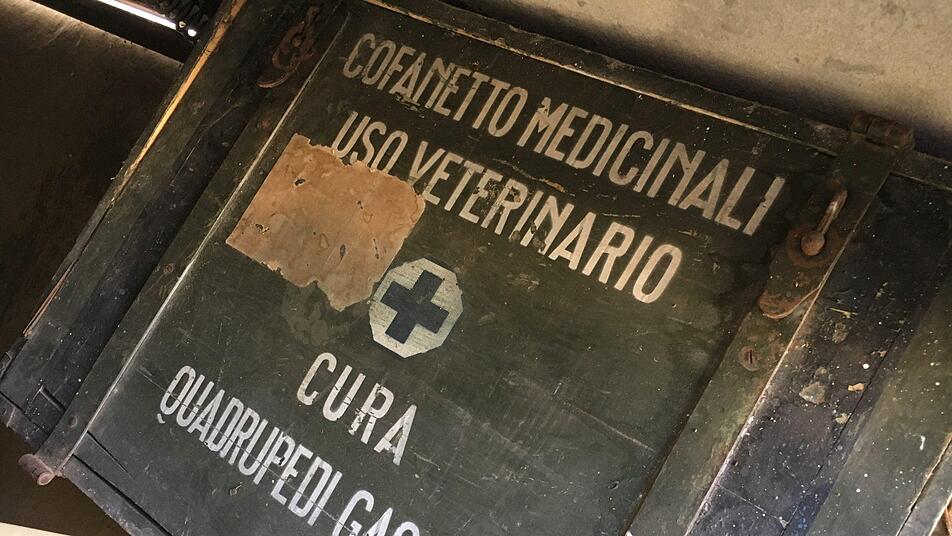 COFANETTO MEDICINALI
USO VETERINARIO
CURA
QUADRUPEDI